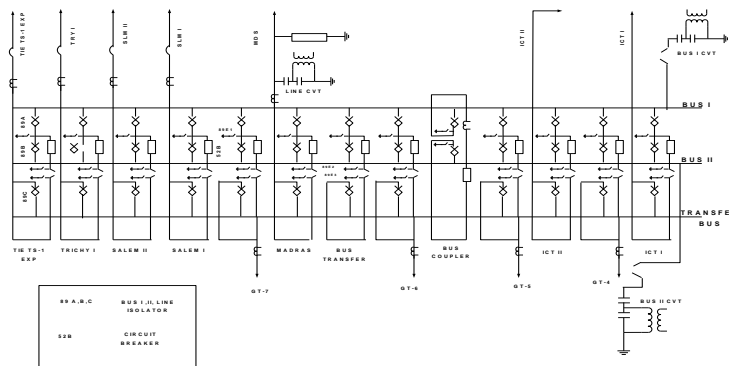 TIE TS-1 EXP
TRY I
SLM II
SLM I
MDS
LINE CVT
ICT II
ICT I
BUS I CVT
BUS I
89A
89B
89C
89E1
52B
BUS II
TRANSFE
BUS
TIE TS-1
EXP
TRICHY I
SALEM II
SALEM I
GT-7
MADRAS
BUS
TRANSFER
GT-6
BUS
COUPLER
GT-5
ICT II
GT-4
ICT I
BUS II CVT
89 A,B,C
BUS I,II, LINE
ISOLATOR
52B
CIRCUIT
BREAKER